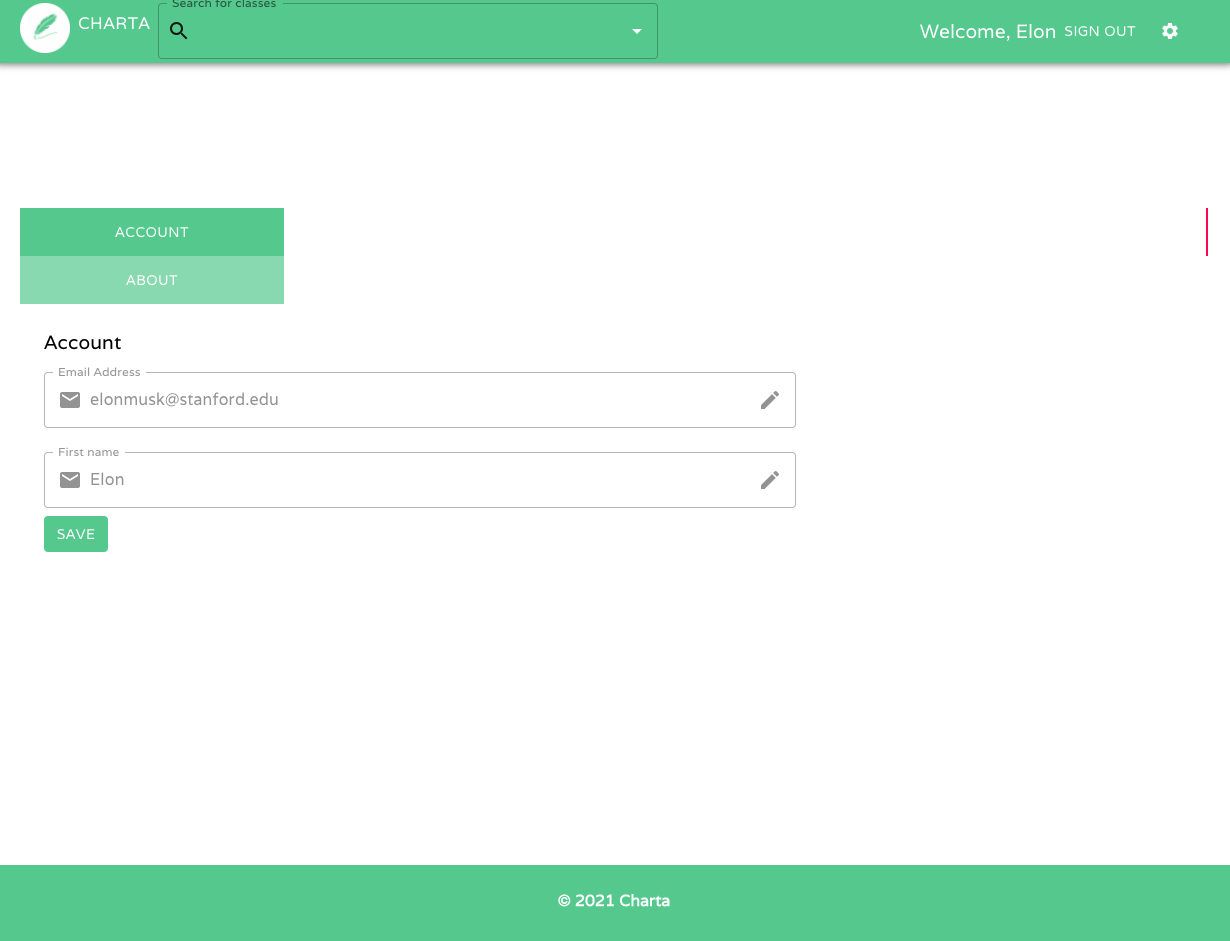 Search for classes
CHARTA
Welcome, Elon SIGN OUT
ACCOUNT
ABOUT
Account
Email Address
elonmusk@stanford.edu
First name
Elon
SAVE
© 2021 Charta